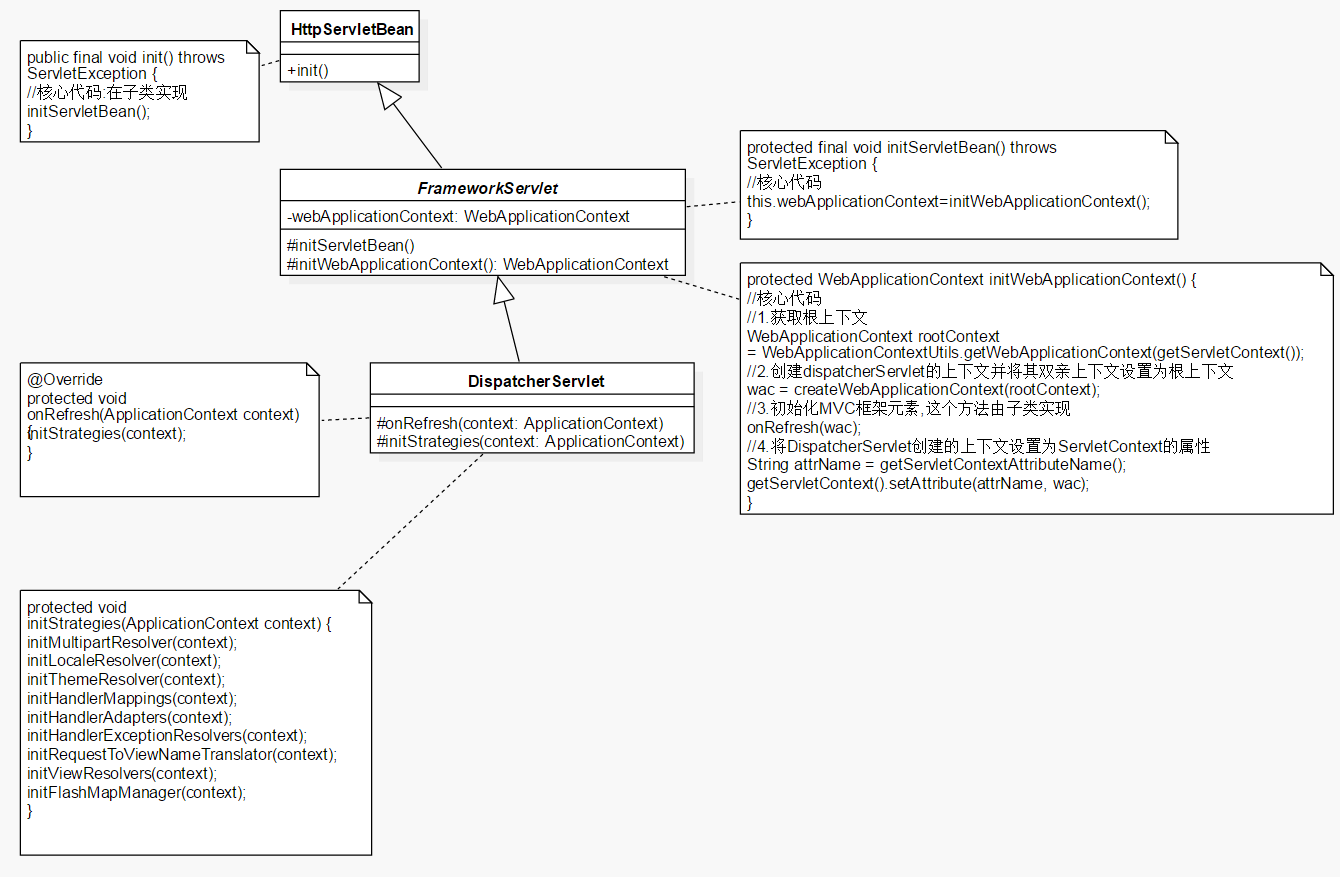 HttpServletBean
+init()
public final void init() throws
ServletException {
//核心代码:在子类实现
initServletBean();
}
FrameworkServlet
-webApplicationContext: WebApplicationContext
#initServletBean()
#initWebApplicationContext(): WebApplicationContext
protected final void initServletBean() throws
ServletException {
//核心代码
this.webApplicationContext=initWebApplicationContext();
}
protected WebApplicationContext initWebApplicationContext() {
//核心代码
//1.获取根上下文
WebApplicationContext rootContext
= WebApplicationContextUtils.getWebApplicationContext(getServletContext());
//2.创建dispatcherServlet的上下文并将其双亲上下文设置为根上下文
wac = createWebApplicationContext(rootContext);
//3.初始化MVC框架元素,这个方法由子类实现
onRefresh(wac);
//4.将DispatcherServlet创建的上下文设置为ServletContext的属性
String attrName = getServletContextAttributeName();
getServletContext().setAttribute(attrName, wac);
}
DispatcherServlet
#onRefresh(context: ApplicationContext)
#initStrategies(context: ApplicationContext)
@Override
protected void
onRefresh(ApplicationContext context)
{
initStrategies(context);
}
protected void
initStrategies(ApplicationContext context) {
initMultipartResolver(context);
initLocaleResolver(context);
initThemeResolver(context);
initHandlerMappings(context);
initHandlerAdapters(context);
initHandlerExceptionResolvers(context);
initRequestToViewNameTranslator(context);
initViewResolvers(context);
initFlashMapManager(context);
}